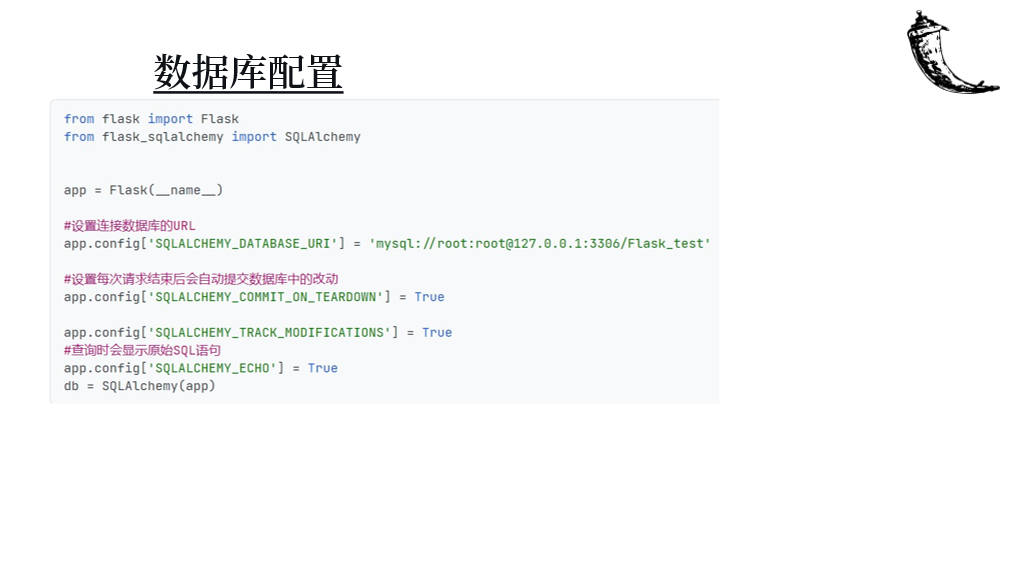 数据库配置
from flask import Flask
from flask_sqlalchemy import SQLAlchemy
app = Flask(__name__)
#设置连接数据库的URL
app.config['SQLALCHEMY_DATABASE_URI'] = 'mysql://root:root@127.0.0.1:3306/Flask_test'
#设置每次请求结束后会自动提交数据库中的改动
app.config['SQLALCHEMY_COMMIT_ON_TEARDOWN'] = True
app.config['SQLALCHEMY_TRACK_MODIFICATIONS'] = True
#查询时会显示原始SQL语句
app.config['SQLALCHEMY_ECHO'] = True
db = SQLAlchemy(app)